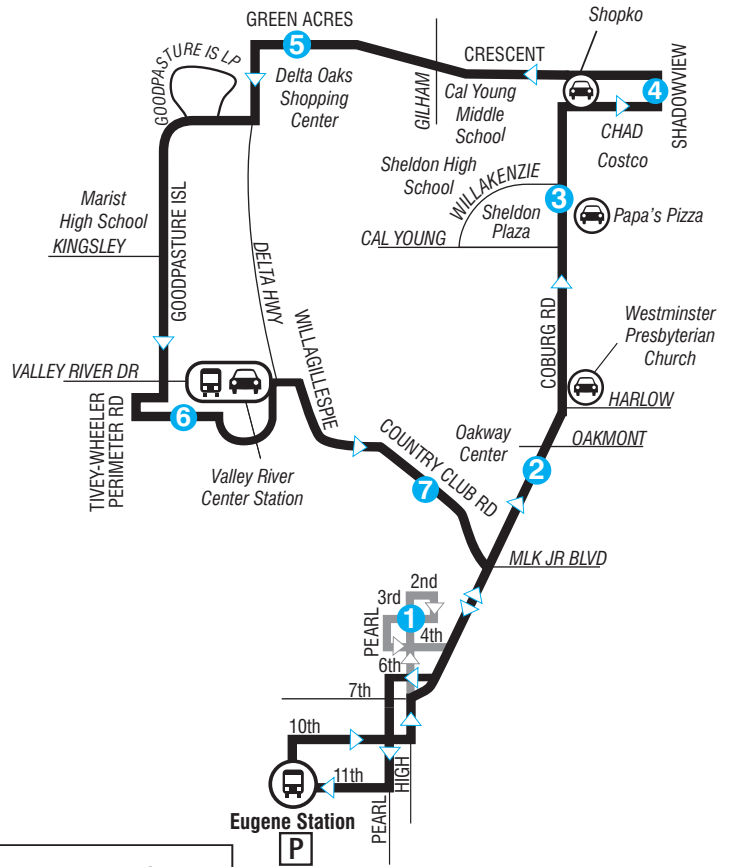 Shopko
GREEN ACRES
5
CRESCENT
GOODPASTURE IS LP
Delta Oaks
Shopping
Center
GILHAM
Cal Young
Middle
School
4
SHADOWVIEW
CHAD
Costco
Sheldon High
School
WILLAKENZIE
3
Marist
High School
KINGSLEY
GOODPASTURE ISL
Sheldon
Plaza
Papa's Pizza
CAL YOUNG
DELTA HWY
WILLAGILLESPIE
COBURG RD
Westminster
Presbyterian
Church
VALLEY RIVER DR
HARLOW
TIVEY-WHEELER
PERIMETER RD
6
Valley River
Center Station
COUNTRY CLUB RD
Oakway
Center
OAKMONT
2
7
MLK JR BLVD
2nd
3rd
1
PEARL
4th
6th
7th
10th
11th
HIGH
PEARL
Eugene Station
P